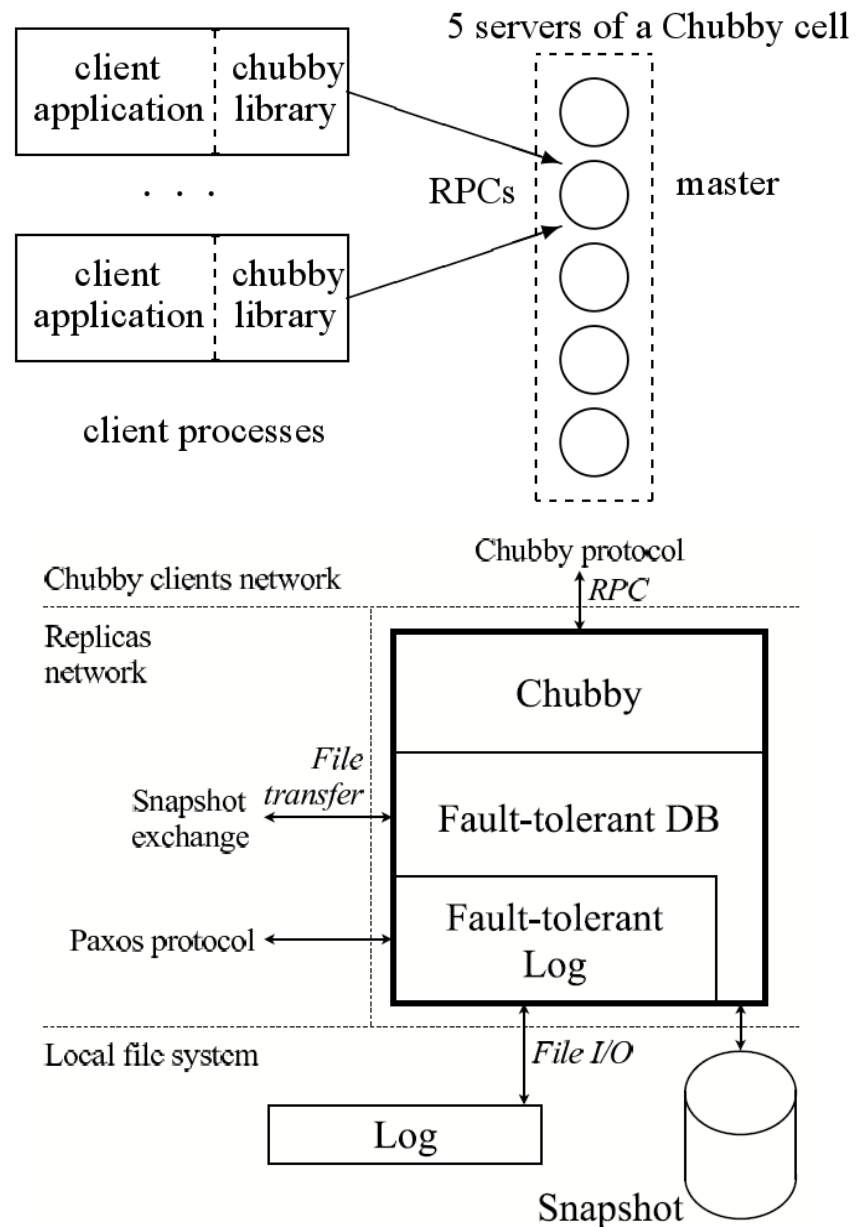 5 servers of a Chubby cell
client
application
chubby
library
. . .
RPCs
master
client
application
chubby
library
client processes
Chubby protocol
Chubby clients network
RPC
Replicas
network
Chubby
File
transfer
Snapshot
exchange
Fault-tolerant DB
Paxos protocol
Fault-tolerant
Log
Local file system
File I/O
Log
Snapshot